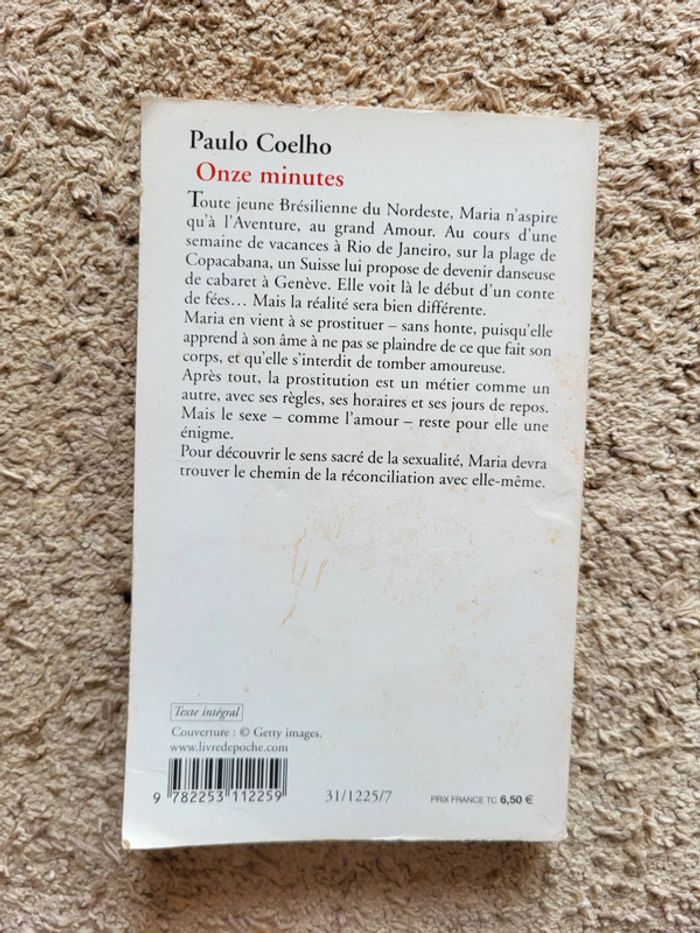 Paulo Coelho
Onze minutes
Toute jeune Brésilienne du Nordeste, Maria n'aspire
qu'à l'Aventure, au grand Amour. Au cours d'une
semaine de vacances à Rio de Janeiro, sur la plage de
Copacabana, un Suisse lui propose de devenir danseuse
de cabaret à Genève. Elle voit là le début d'un conte
de fées… Mais la réalité sera bien différente.
Maria en vient à se prostituer – sans honte, puisqu'elle
apprend à son âme à ne pas se plaindre de ce que fait son
corps, et qu'elle s'interdit de tomber amoureuse.
Après tout, la prostitution est un métier comme un
autre, avec ses règles, ses horaires et ses jours de repos.
Mais le sexe – comme l'amour – reste pour elle une
énigme.
Pour découvrir le sens sacré de la sexualité, Maria devra
trouver le chemin de la réconciliation avec elle-même.
Texte intégral
Couverture : © Getty images.
www.livredepoche.com
9 782253 112259
31/1225/7
PRIX FRANCE TC 6,50 €